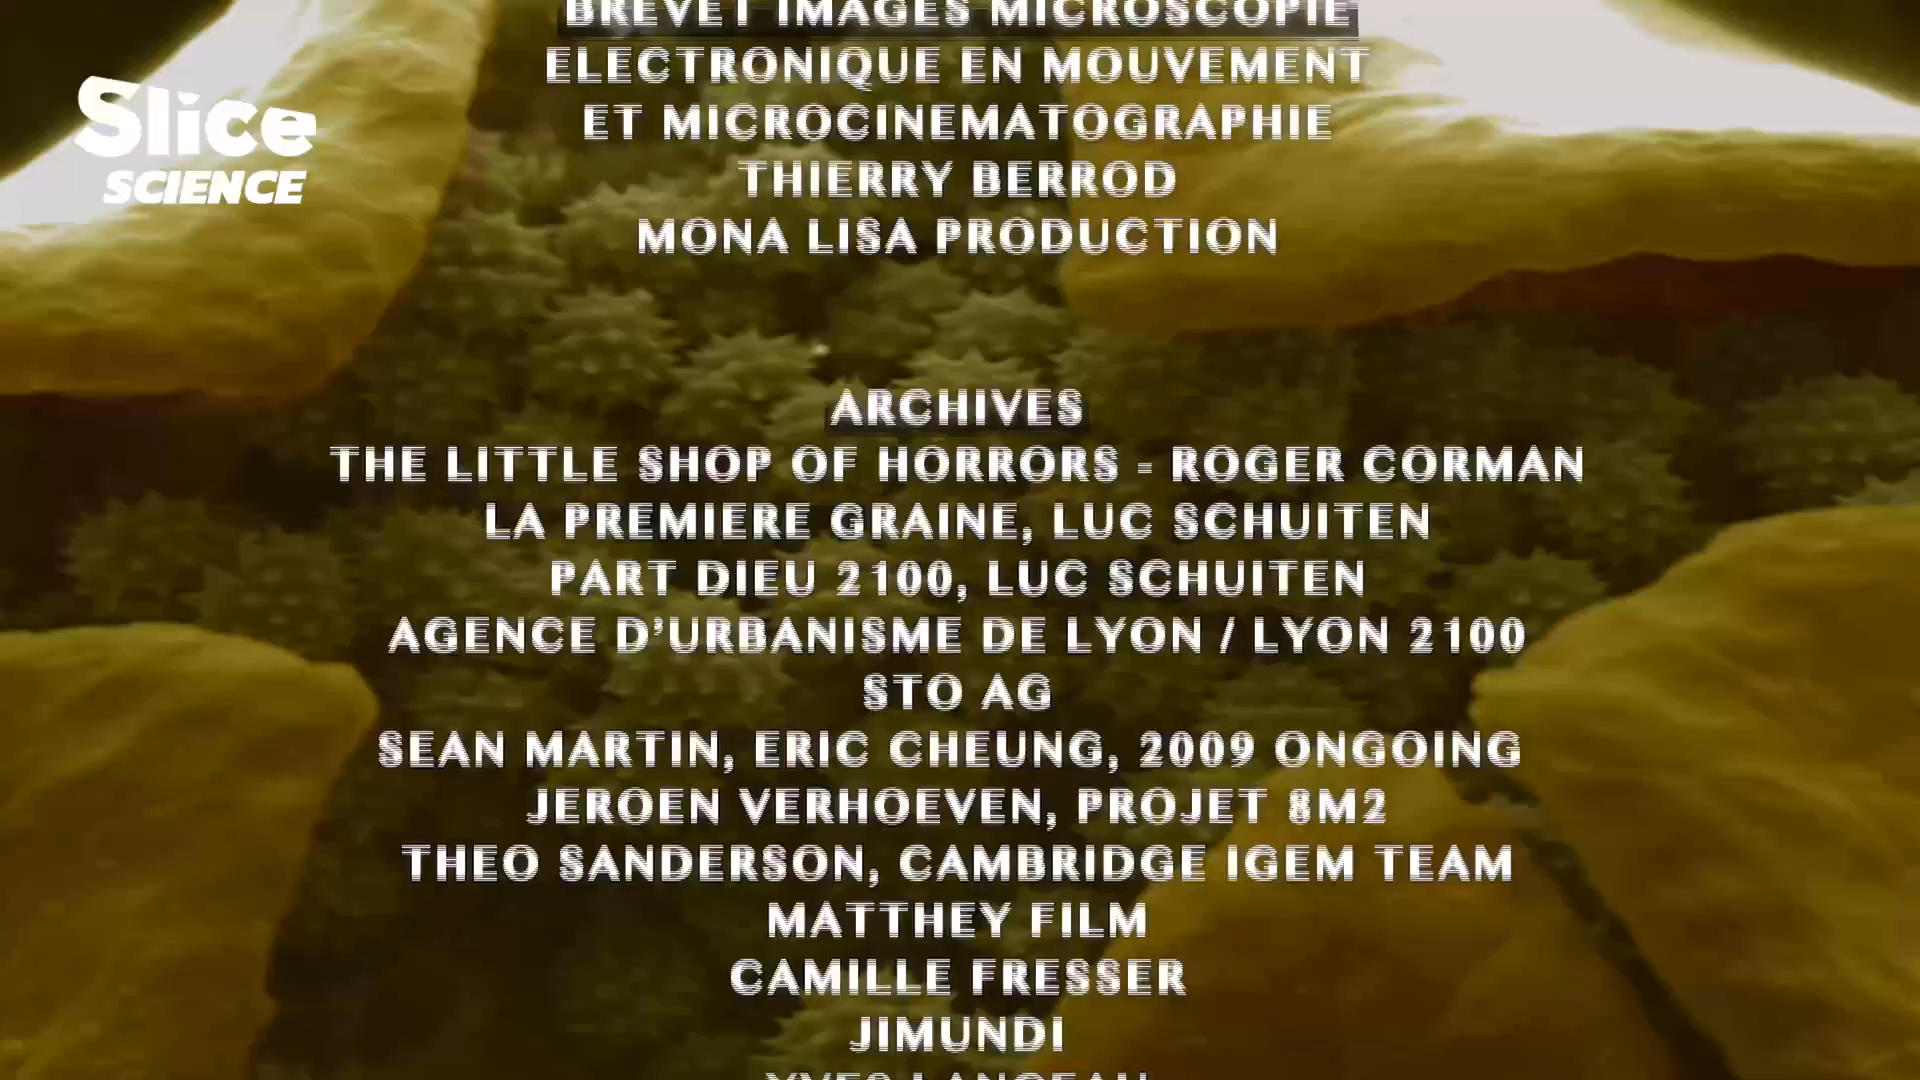 BREVET IMAGES MICROSCOPIE
ELECTRONIQUE EN MOUVEMENT
ET MICROCINEMATOGRAPHIE
THIERRY BERROD
MONA LISA PRODUCTION
Slice
SCIENCE
ARCHIVES
THE LITTLE SHOP OF HORRORS - ROGER CORMAN
LA PREMIERE GRAINE, LUC SCHUITEN
PART DIEU 2100, LUC SCHUITEN
AGENCE D'URBANISME DE LYON / LYON 2100
STO AG
SEAN MARTIN, ERIC CHEUNG, 2009 ONGOING
JEROEN VERHOEVEN, PROJET 8M2
THEO SANDERSON, CAMBRIDGE IGEM TEAM
MATTHEY FILM
CAMILLE FRESSER
JIMUNDI